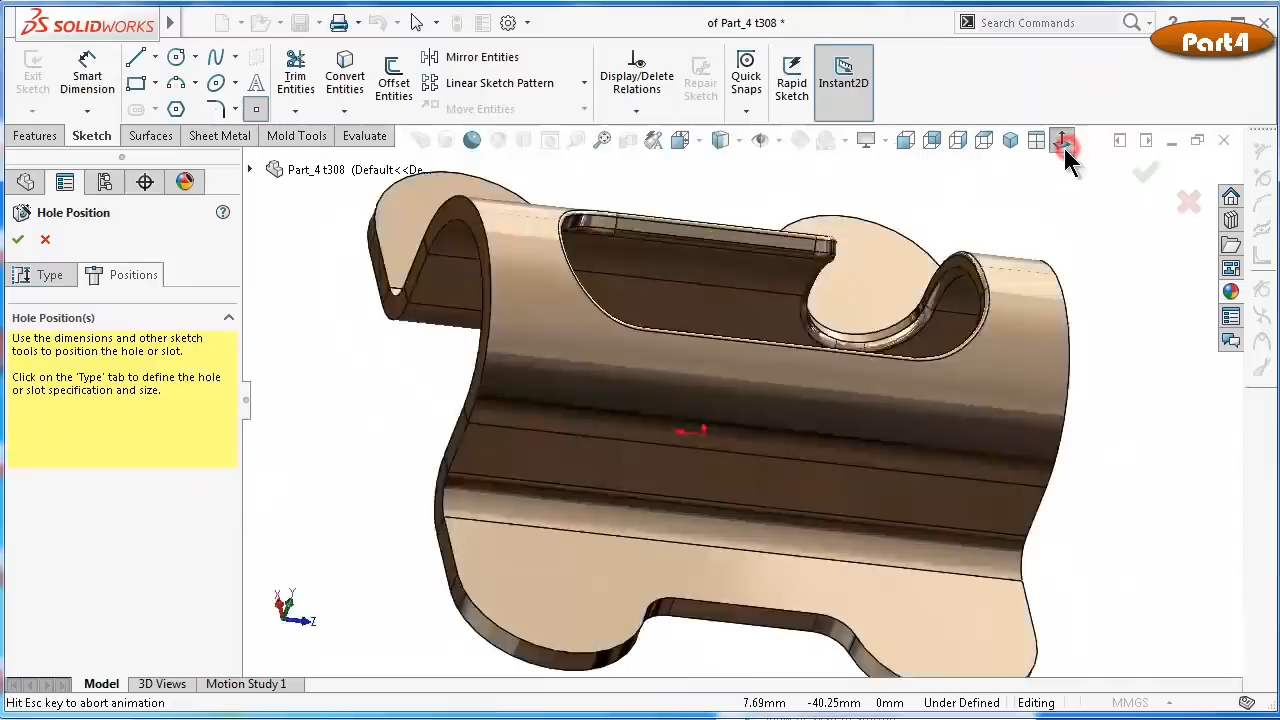 SOLIDWORKS
of Part_4 t308 *
Search Commands
?
Part4
Exit Sketch
Smart Dimension
Trim Entities
Convert Entities
Offset Entities
Mirror Entities
Linear Sketch Pattern
Move Entities
Display/Delete Relations
Repair Sketch
Quick Snaps
Rapid Sketch
Instant2D
Features
Sketch
Surfaces
Sheet Metal
Mold Tools
Evaluate
Part_4 t308 (Default<<De...
Hole Position
Type
Positions
Hole Position(s)
Use the dimensions and other sketch
tools to position the hole or slot.
Click on the 'Type' tab to define the hole
or slot specification and size.
X
Y
Z
Model
3D Views
Motion Study 1
Hit Esc key to abort animation
7.69mm
-40.25mm
0mm
Under Defined
Editing
MMGS